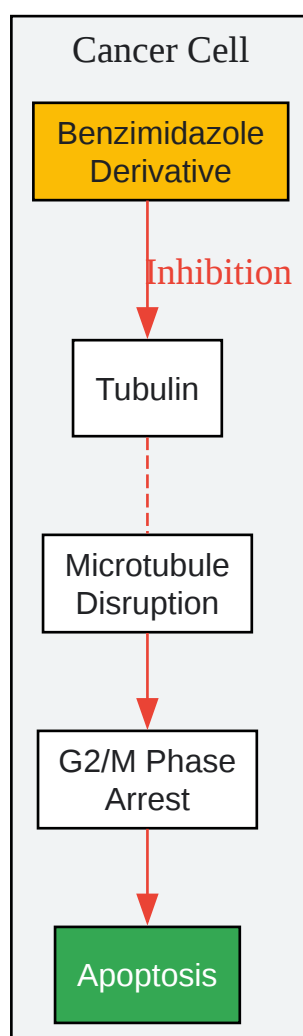 Cancer Cell
Benzimidazole
Derivative
Inhibition
Tubulin
Microtubule
Disruption
G2/M Phase
Arrest
Apoptosis